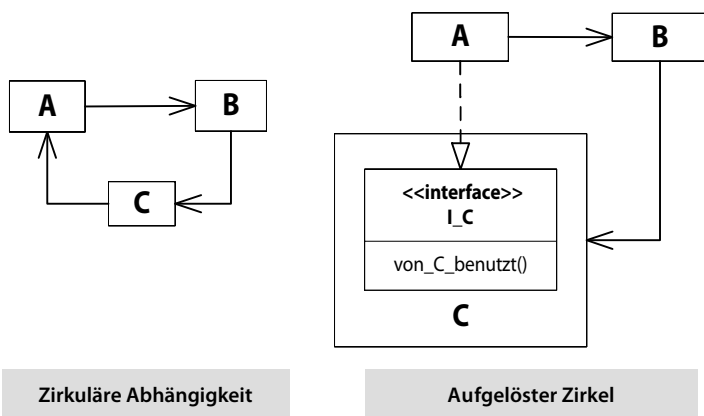 A
B
C
Zirkuläre Abhängigkeit
A
B
<<interface>>
I_C
von_C_benutzt()
C
Aufgelöster Zirkel